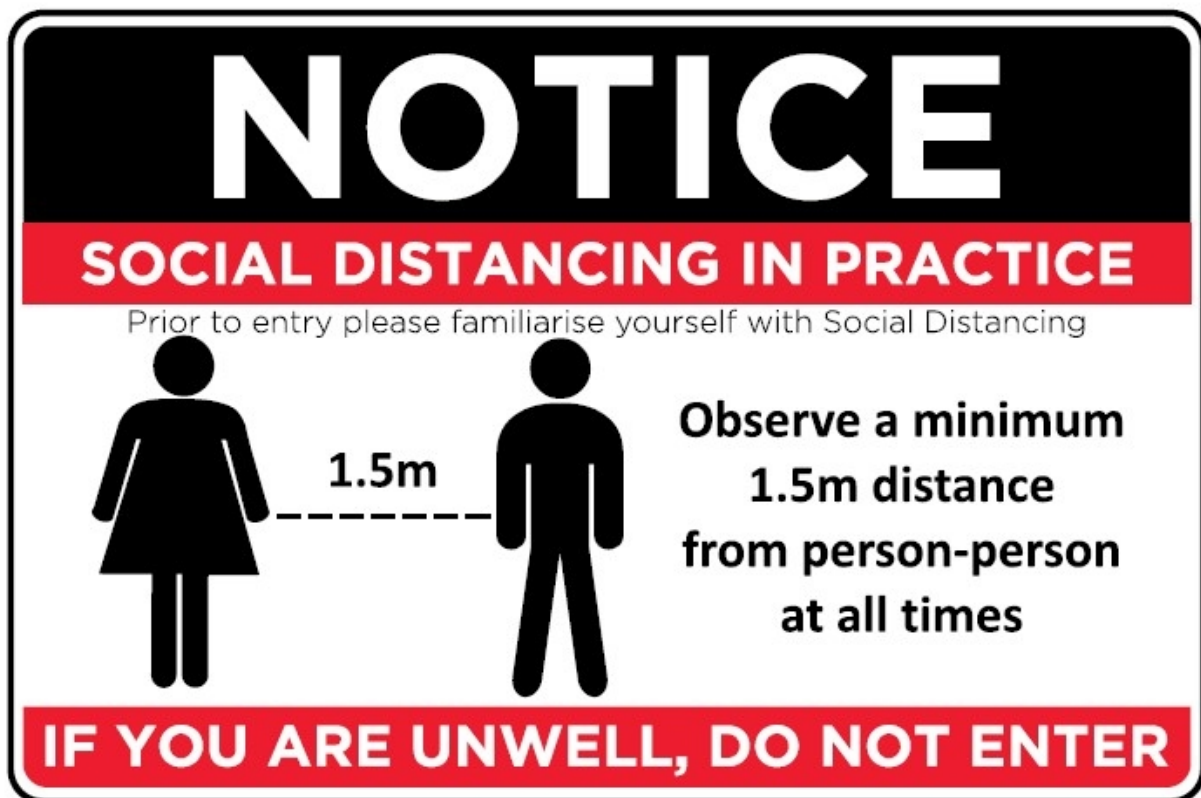 NOTICE
SOCIAL DISTANCING IN PRACTICE
Prior to entry please familiarise yourself with Social Distancing
1.5m
Observe a minimum
1.5m distance
from person-person
at all times
IF YOU ARE UNWELL, DO NOT ENTER